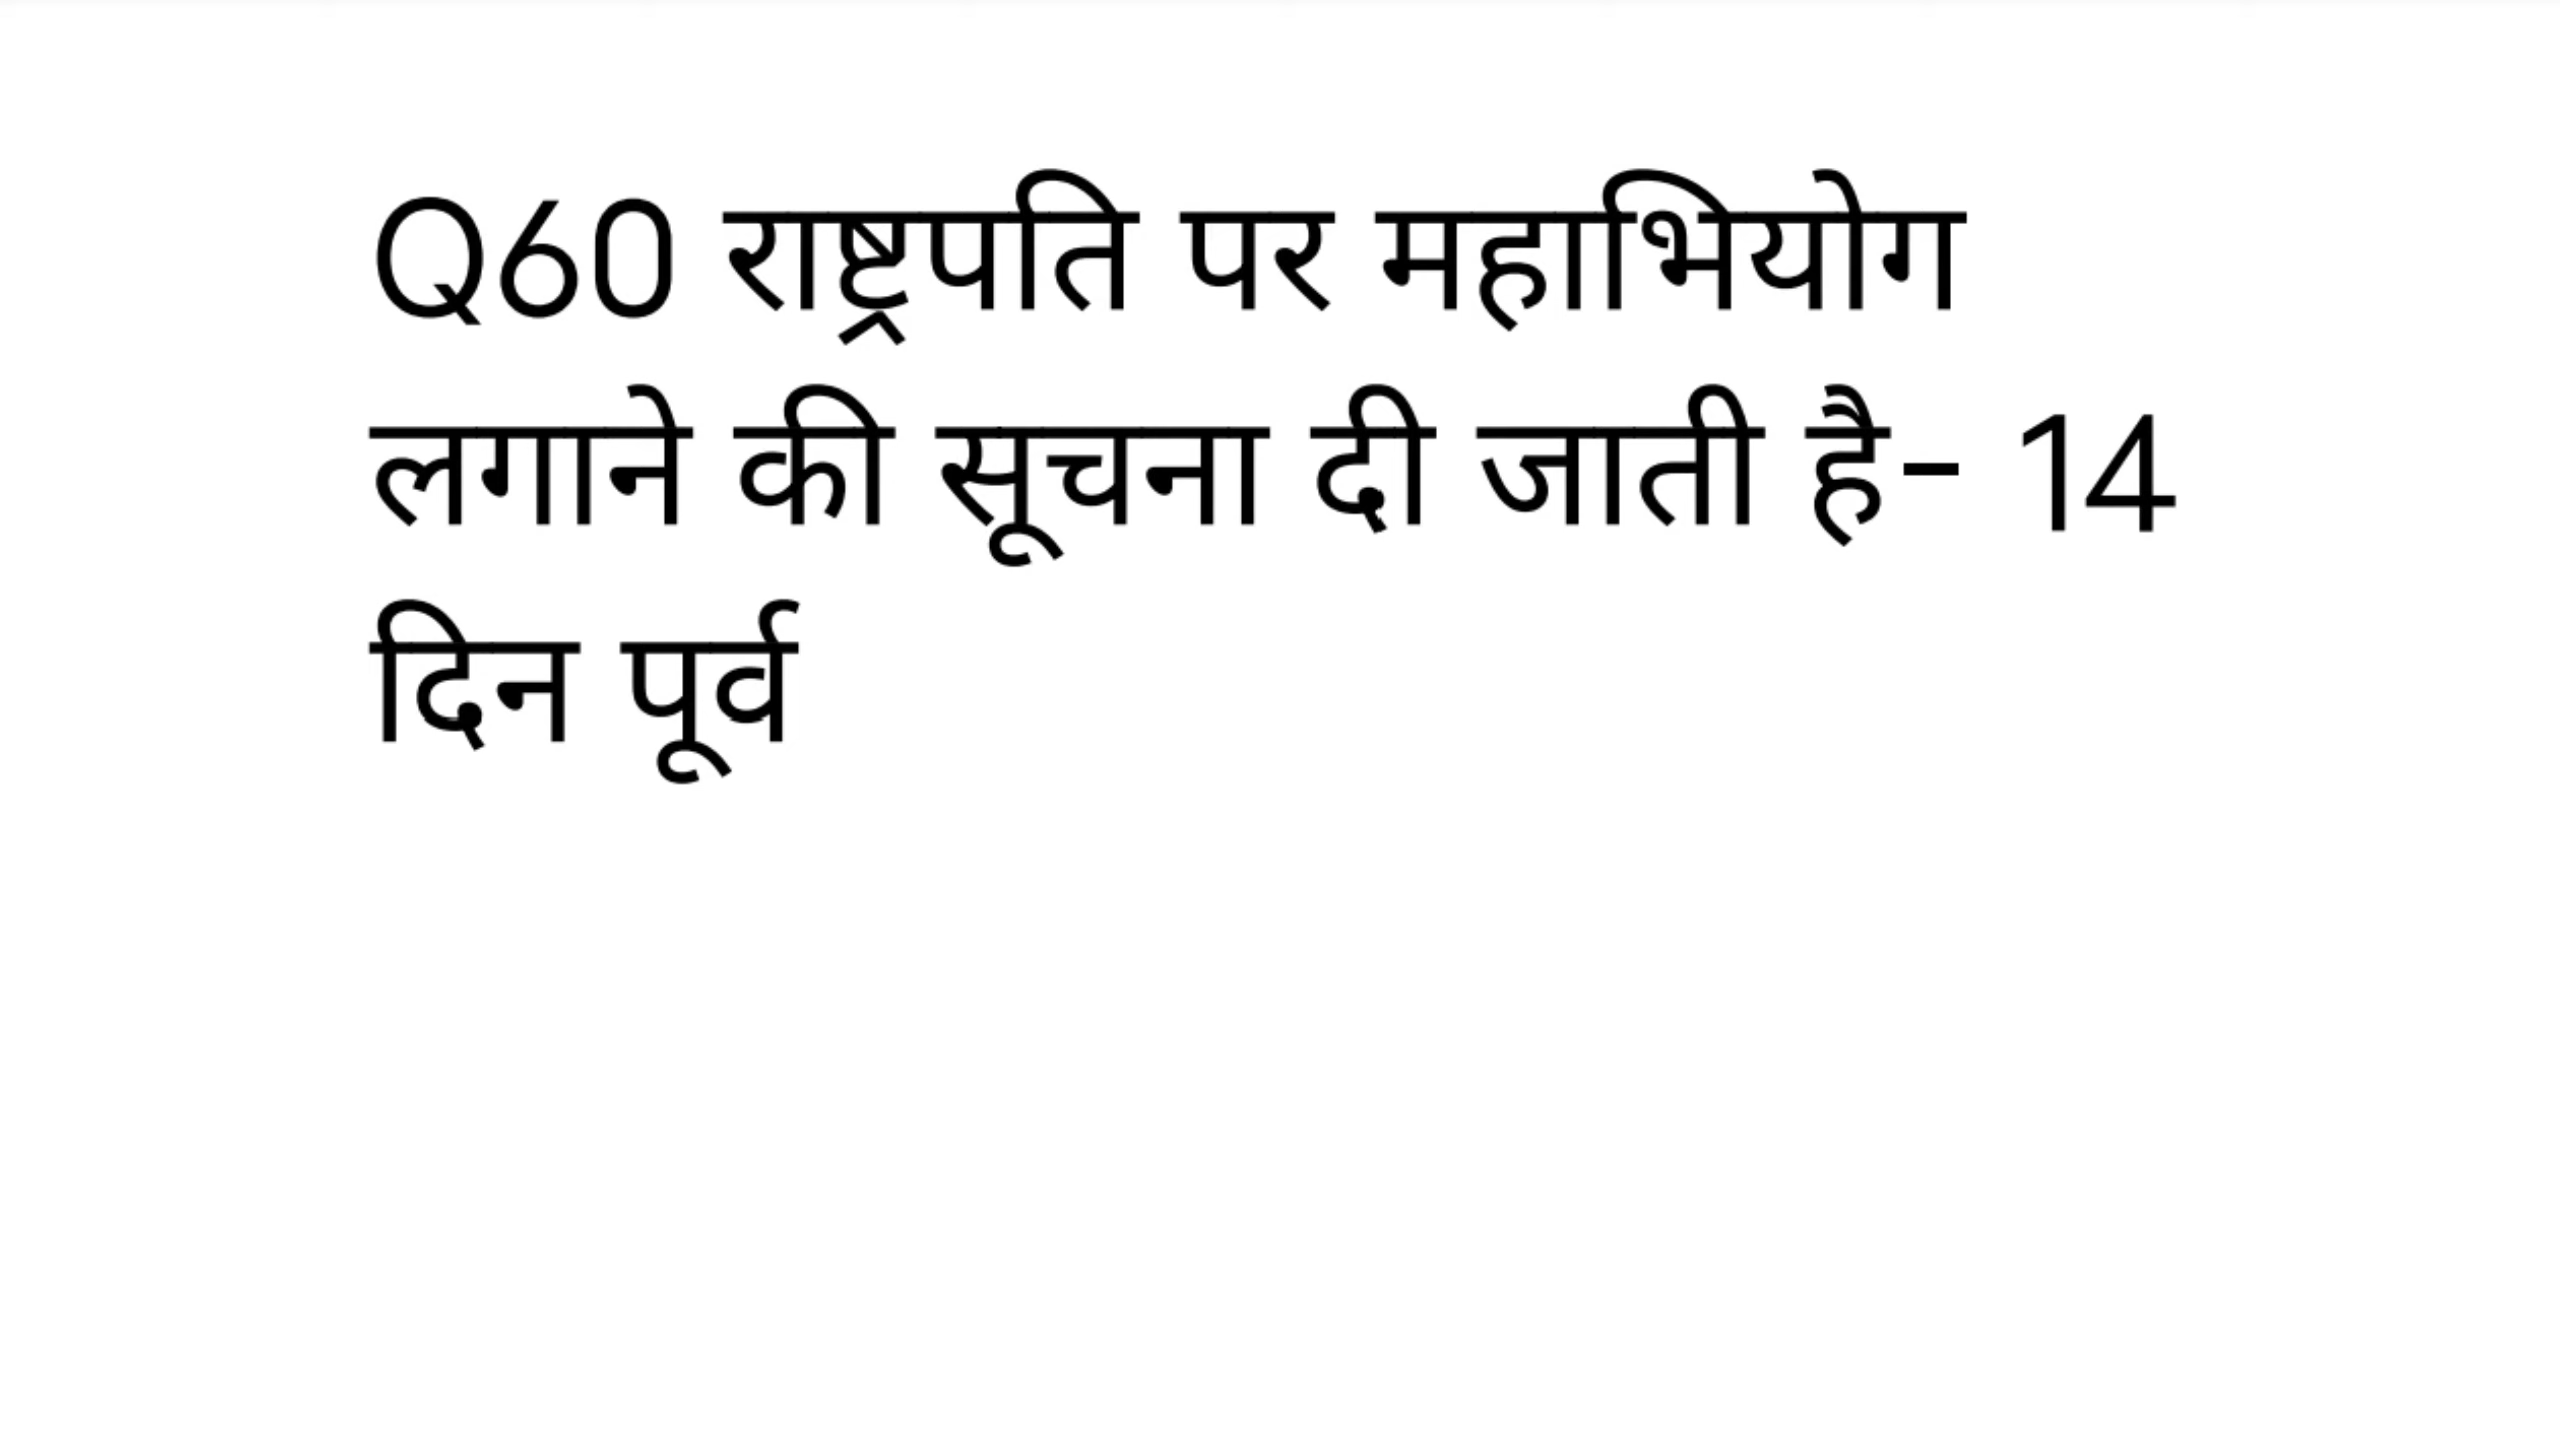 Q60 राष्ट्रपति पर महाभियोग
लगाने की सूचना दी जाती है- 14
दिन पूर्व